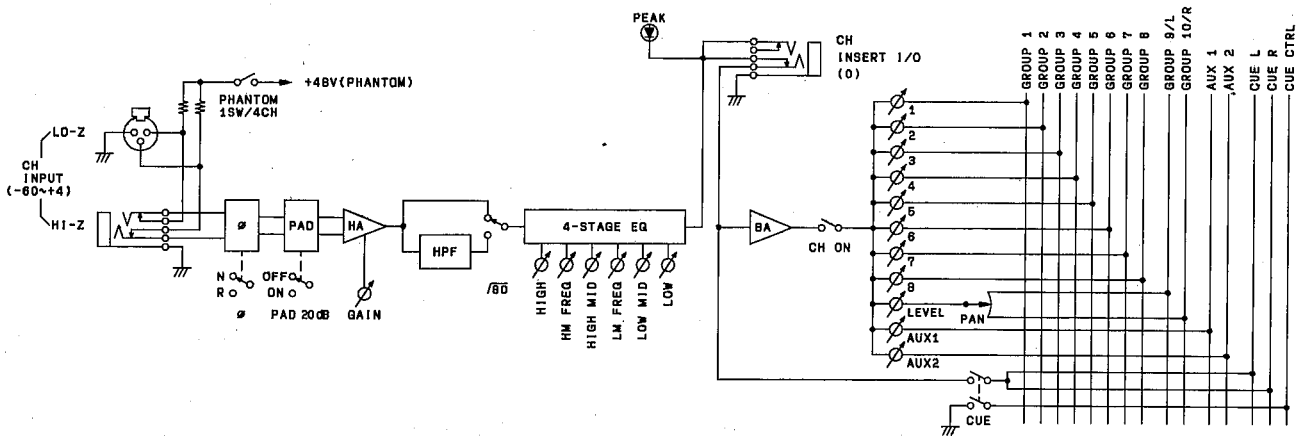 PEAK
CH
INSERT I/O
(0)
GROUP 1
GROUP 2
GROUP 3
GROUP 4
GROUP 5
GROUP 6
GROUP 7
GROUP 8
GROUP 9/L
GROUP 10/R
AUX 1
AUX 2
CUE L
CUE R
CUE CTRL
+48V(PHANTOM)
PHANTOM
1SW/4CH
LO-Z
CH
INPUT
(-60~+4)
HI-Z
ø
PAD
HA
HPF
4-STAGE EQ
BA
CH ON
1
2
3
4
5
6
7
8
LEVEL
PAN
AUX1
AUX2
N
R
ø
OFF
ON
PAD 20dB
GAIN
/80
HIGH
HM FREQ
HIGH MID
LM FREQ
LOW MID
LOW
CUE